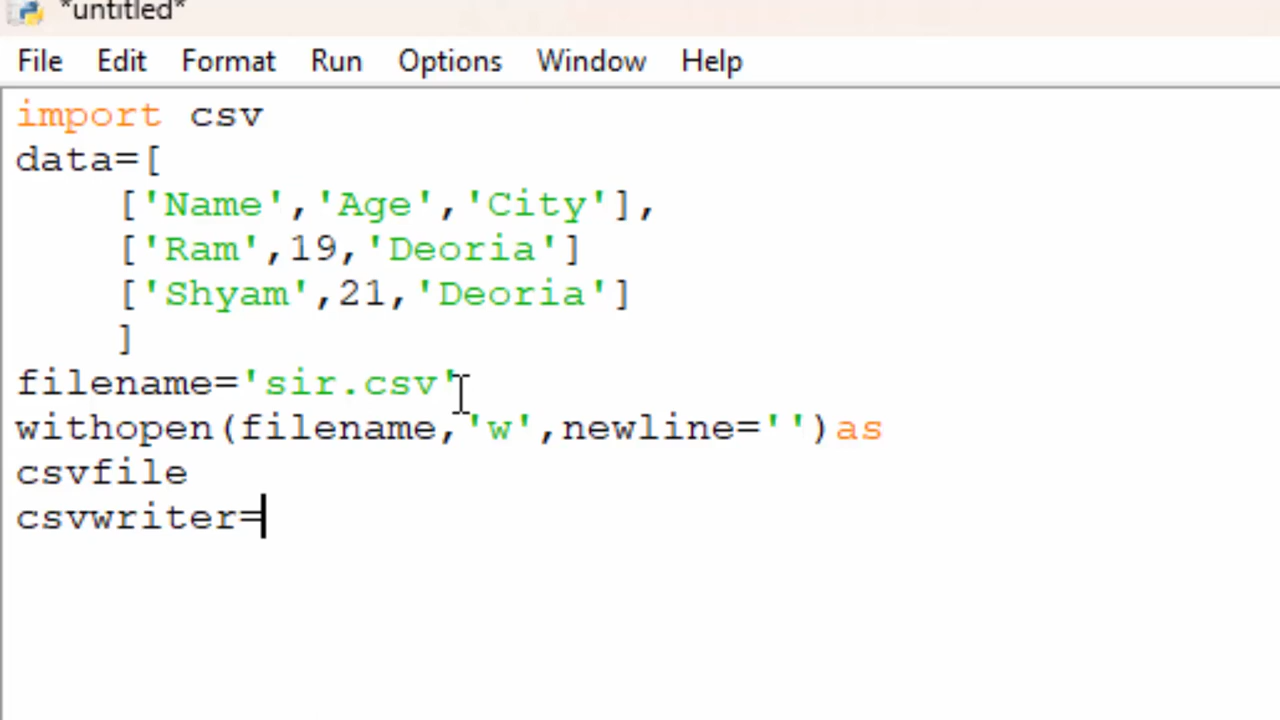 *untitled*
File Edit Format Run Options Window Help
import csv
data=[
    ['Name','Age','City'],
    ['Ram',19,'Deoria']
    ['Shyam',21,'Deoria']
    ]
filename='sir.csv'
withopen(filename,'w',newline='')as
csvfile
csvwriter=